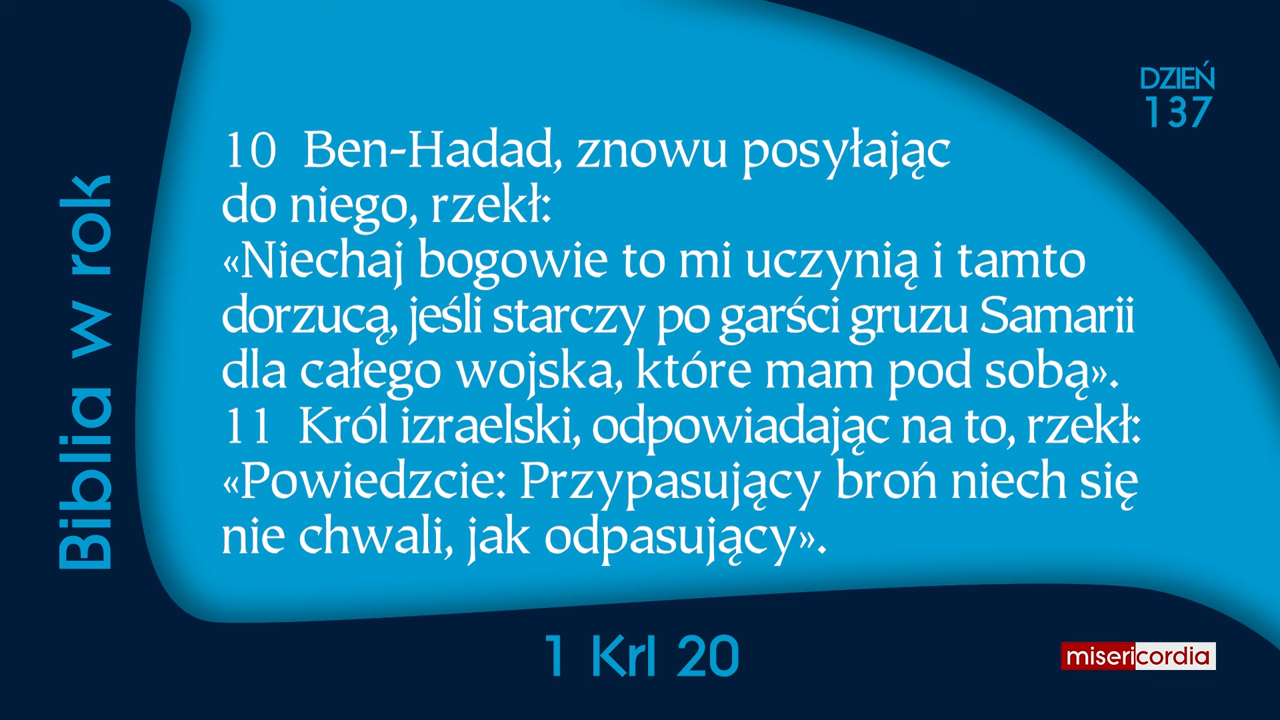 DZIEŃ
137
Biblia w rok
10 Ben-Hadad, znowu posyłając
do niego, rzekł:
«Niechaj bogowie to mi uczynią i tamto
dorzucą, jeśli starczy po garści gruzu Samarii
dla całego wojska, które mam pod sobą».
11 Król izraelski, odpowiadając na to, rzekł:
«Powiedzcie: Przypasujący broń niech się
nie chwali, jak odpasujący».
1 Krl 20
misericordia